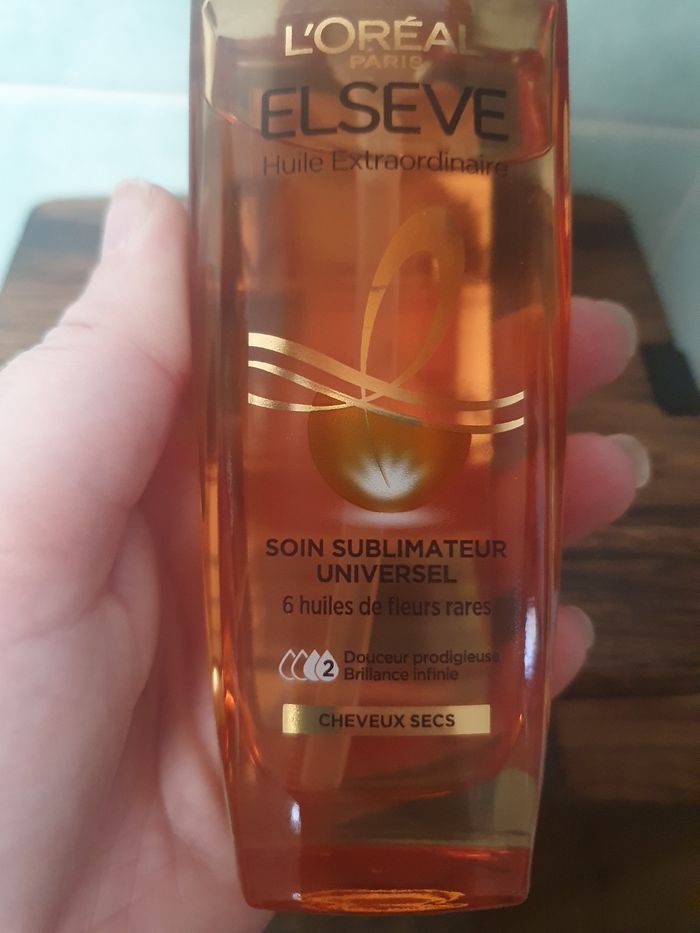 L'ORÉAL
PARIS
ELSEVE
Huile Extraordinaire
SOIN SUBLIMATEUR
UNIVERSEL
6 huiles de fleurs rares
2 Douceur prodigieuse
Brillance infinie
CHEVEUX SECS